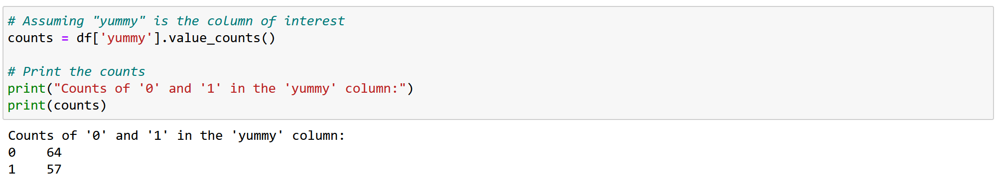 # Assuming "yummy" is the column of interest
counts = df['yummy'].value_counts()
# Print the counts
print("Counts of '0' and '1' in the 'yummy' column:")
print(counts)
Counts of '0' and '1' in the 'yummy' column:
0    64
1    57